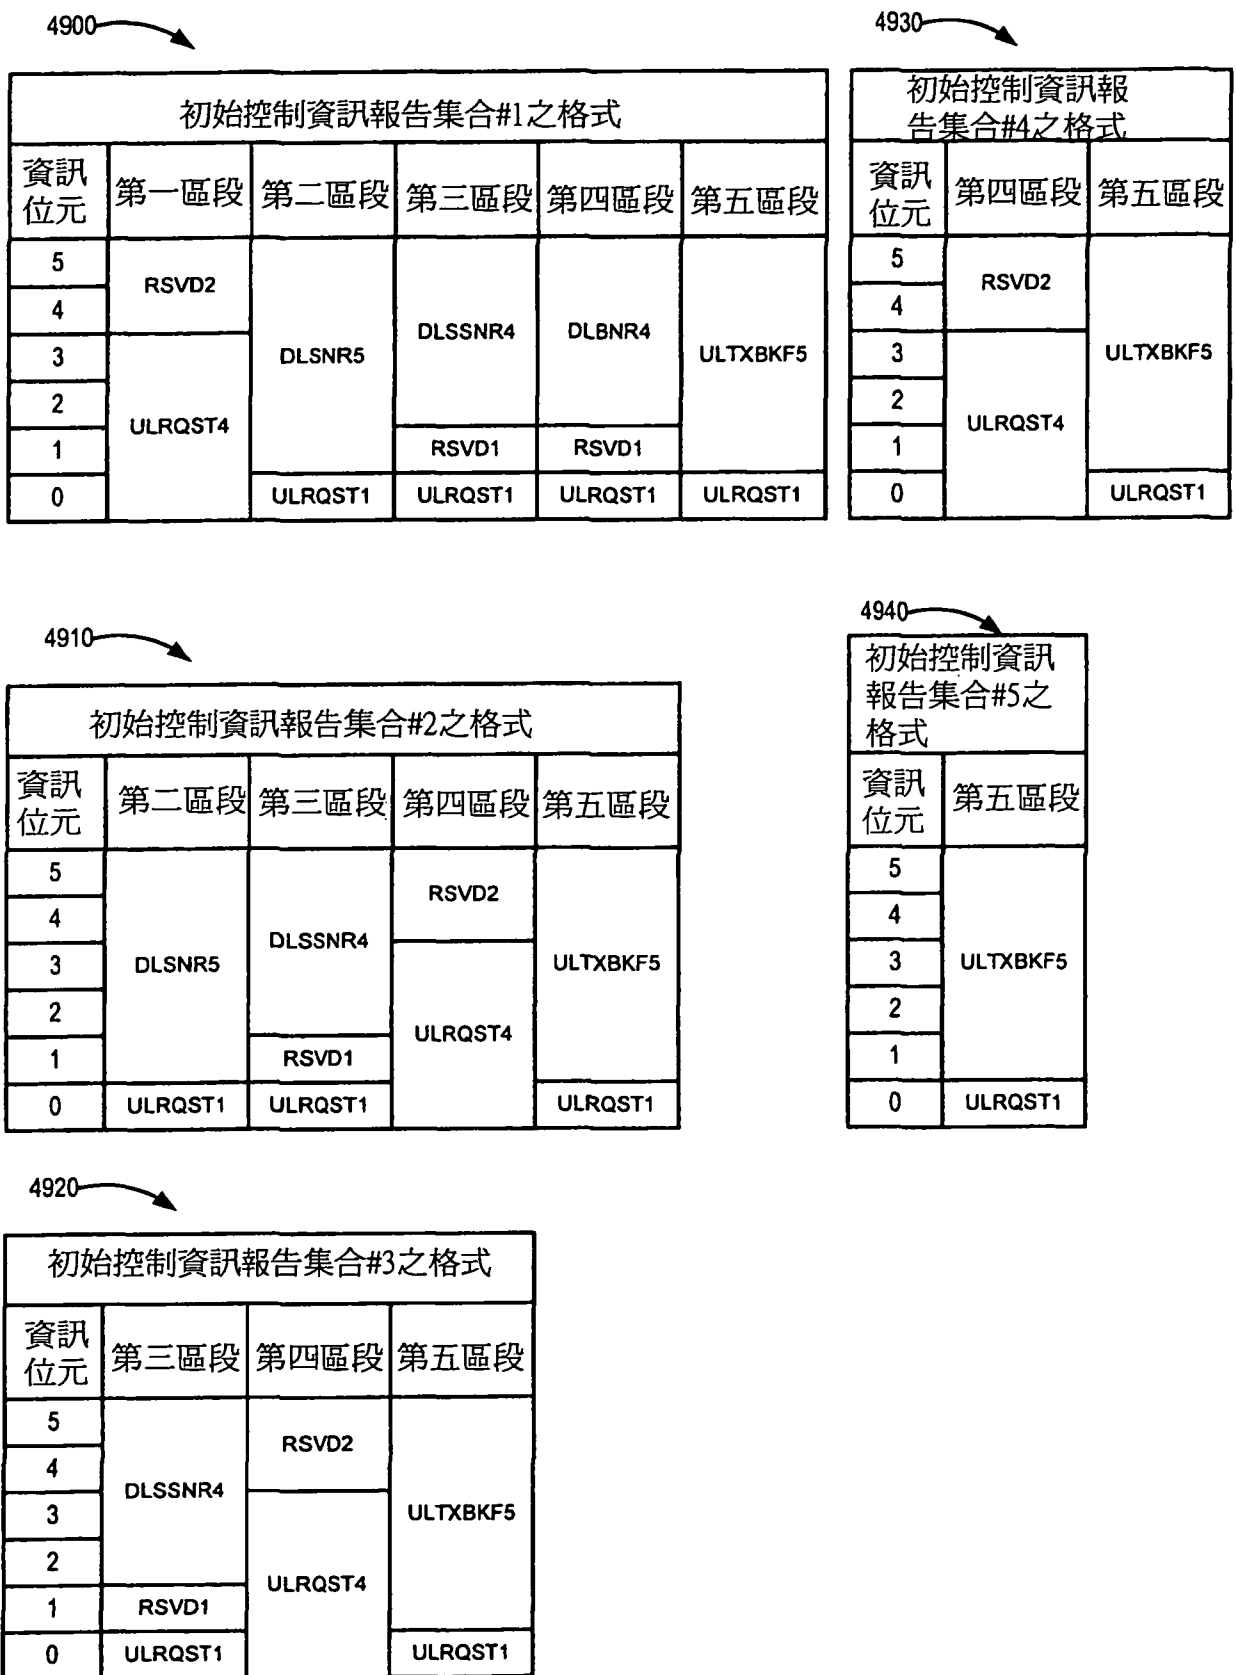 4900
初始控制資訊報告集合#1之格式
資訊位元 第一區段 第二區段 第三區段 第四區段 第五區段
5
4
3
2
1
0
RSVD2
ULRQST4
DLSNR5
ULRQST1
DLSSNR4
RSVD1
ULRQST1
DLBNR4
RSVD1
ULRQST1
ULTXBKF5
ULRQST1
4930
初始控制資訊報
告集合#4之格式
資訊位元 第四區段 第五區段
5
4
3
2
1
0
RSVD2
ULRQST4
ULTXBKF5
ULRQST1
4910
初始控制資訊報告集合#2之格式
資訊位元 第二區段 第三區段 第四區段 第五區段
5
4
3
2
1
0
DLSNR5
ULRQST1
DLSSNR4
RSVD1
ULRQST1
RSVD2
ULRQST4
ULTXBKF5
ULRQST1
4940
初始控制資訊
報告集合#5之
格式
資訊位元 第五區段
5
4
3
2
1
0
ULTXBKF5
ULRQST1
4920
初始控制資訊報告集合#3之格式
資訊位元 第三區段 第四區段 第五區段
5
4
3
2
1
0
DLSSNR4
RSVD1
ULRQST1
RSVD2
ULRQST4
ULTXBKF5
ULRQST1